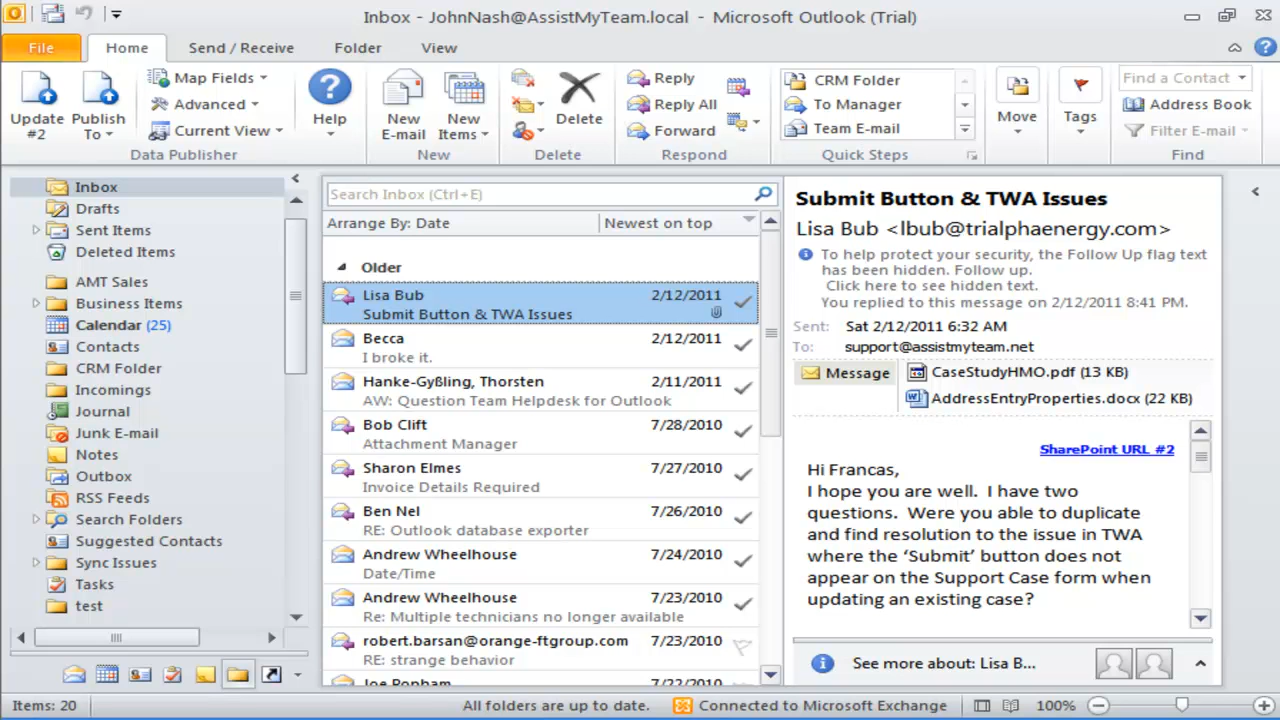 Inbox - JohnNash@AssistMyTeam.local - Microsoft Outlook (Trial)
File
Home
Send / Receive
Folder
View
Update #2
Publish To
Map Fields
Advanced
Current View
Data Publisher
Help
New E-mail
New Items
New
Delete
Delete
Reply
Reply All
Forward
Respond
CRM Folder
To Manager
Team E-mail
Quick Steps
Move
Tags
Find a Contact
Address Book
Filter E-mail
Find
Inbox
Drafts
Sent Items
Deleted Items
AMT Sales
Business Items
Calendar (25)
Contacts
CRM Folder
Incomings
Journal
Junk E-mail
Notes
Outbox
RSS Feeds
Search Folders
Suggested Contacts
Sync Issues
Tasks
test
Search Inbox (Ctrl+E)
Arrange By: Date
Newest on top
Older
Lisa Bub 2/12/2011
Submit Button & TWA Issues
Becca 2/12/2011
I broke it.
Hanke-Gyßling, Thorsten 2/11/2011
AW: Question Team Helpdesk for Outlook
Bob Clift 7/28/2010
Attachment Manager
Sharon Elmes 7/27/2010
Invoice Details Required
Ben Nel 7/26/2010
RE: Outlook database exporter
Andrew Wheelhouse 7/24/2010
Date/Time
Andrew Wheelhouse 7/23/2010
Re: Multiple technicians no longer available
robert.barsan@orange-ftgroup.com 7/23/2010
RE: strange behavior
Joe Bonham 7/22/2010
Submit Button & TWA Issues
Lisa Bub <lbub@trialphaenergy.com>
To help protect your security, the Follow Up flag text
has been hidden. Follow up.
Click here to see hidden text.
You replied to this message on 2/12/2011 8:41 PM.
Sent: Sat 2/12/2011 6:32 AM
To: support@assistmyteam.net
Message
CaseStudyHMO.pdf (13 KB)
AddressEntryProperties.docx (22 KB)
SharePoint URL #2
Hi Francas,
I hope you are well. I have two
questions. Were you able to duplicate
and find resolution to the issue in TWA
where the ‘Submit’ button does not
appear on the Support Case form when
updating an existing case?
See more about: Lisa B...
Items: 20
All folders are up to date.
Connected to Microsoft Exchange
100%